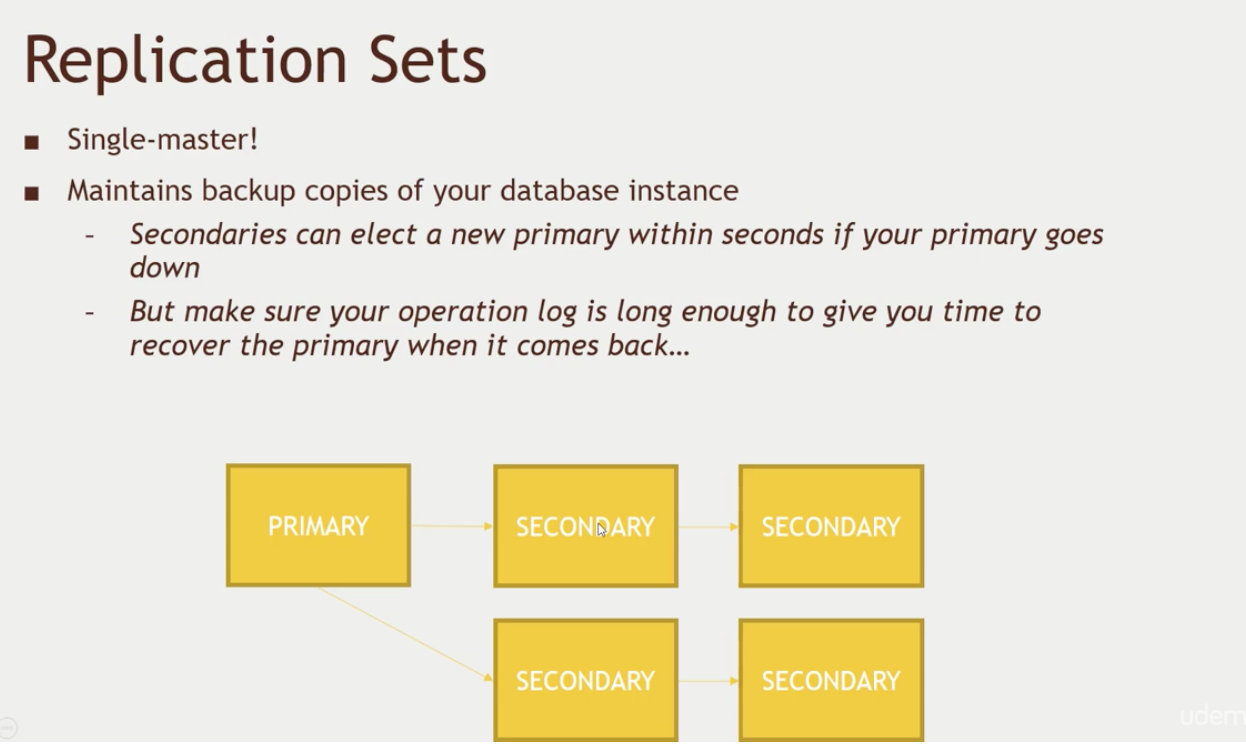 Replication Sets
Single-master!
Maintains backup copies of your database instance
– Secondaries can elect a new primary within seconds if your primary goes
down
– But make sure your operation log is long enough to give you time to
recover the primary when it comes back…
PRIMARY
SECONDARY
SECONDARY
SECONDARY
SECONDARY
udem